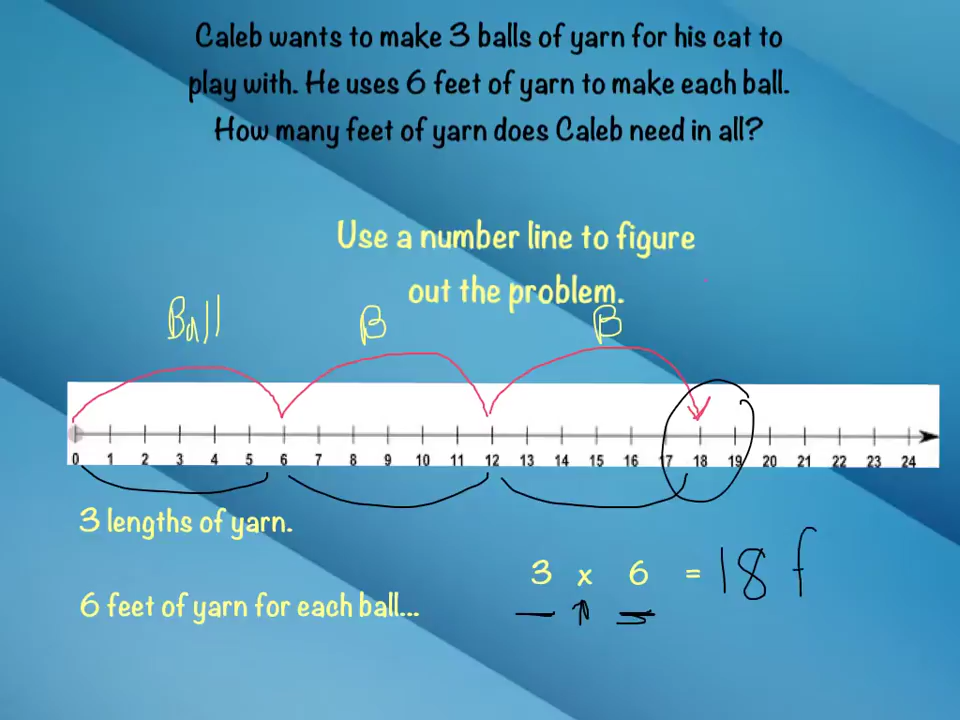 Caleb wants to make 3 balls of yarn for his cat to
play with. He uses 6 feet of yarn to make each ball.
How many feet of yarn does Caleb need in all?
Use a number line to figure
out the problem.
Ball B B
0 1 2 3 4 5 6 7 8 9 10 11 12 13 14 15 16 17 18 19 20 21 22 23 24
3 lengths of yarn.
3 x 6 = 18 f
6 feet of yarn for each ball...